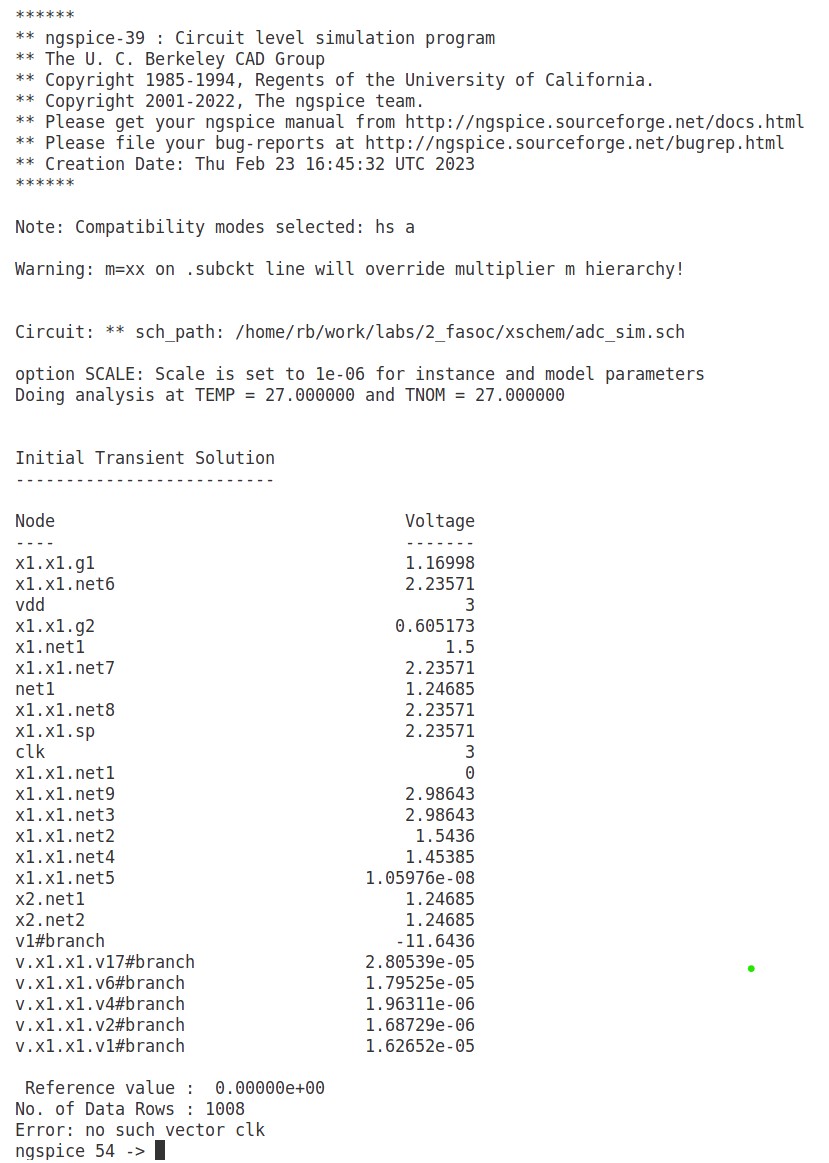 ******
** ngspice-39 : Circuit level simulation program
** The U. C. Berkeley CAD Group
** Copyright 1985-1994, Regents of the University of California.
** Copyright 2001-2022, The ngspice team.
** Please get your ngspice manual from http://ngspice.sourceforge.net/docs.html
** Please file your bug-reports at http://ngspice.sourceforge.net/bugrep.html
** Creation Date: Thu Feb 23 16:45:32 UTC 2023
******
Note: Compatibility modes selected: hs a
Warning: m=xx on .subckt line will override multiplier m hierarchy!
Circuit: ** sch_path: /home/rb/work/labs/2_fasoc/xschem/adc_sim.sch
option SCALE: Scale is set to 1e-06 for instance and model parameters
Doing analysis at TEMP = 27.000000 and TNOM = 27.000000
Initial Transient Solution
--------------------------
Node                                   Voltage
----                                   -------
x1.x1.g1                               1.16998
x1.x1.net6                             2.23571
vdd                                          3
x1.x1.g2                              0.605173
x1.net1                                    1.5
x1.x1.net7                             2.23571
net1                                   1.24685
x1.x1.net8                             2.23571
x1.x1.sp                               2.23571
clk                                          3
x1.x1.net1                                   0
x1.x1.net9                             2.98643
x1.x1.net3                             2.98643
x1.x1.net2                              1.5436
x1.x1.net4                             1.45385
x1.x1.net5                         1.05976e-08
x2.net1                                1.24685
x2.net2                                1.24685
v1#branch                             -11.6436
v.x1.x1.v17#branch                 2.80539e-05
v.x1.x1.v6#branch                  1.79525e-05
v.x1.x1.v4#branch                  1.96311e-06
v.x1.x1.v2#branch                  1.68729e-06
v.x1.x1.v1#branch                  1.62652e-05
Reference value :  0.00000e+00
No. of Data Rows : 1008
Error: no such vector clk
ngspice 54 ->